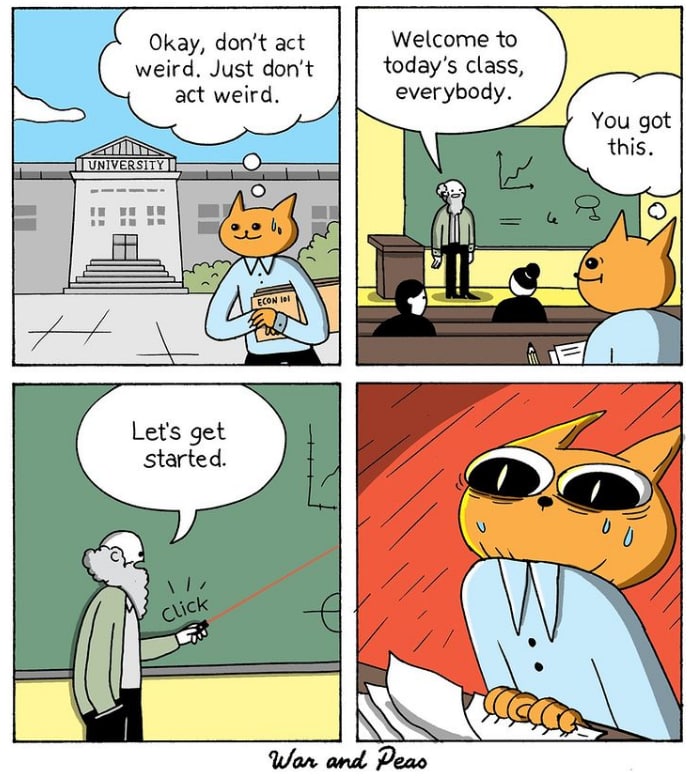 Okay, don't act
weird. Just don't
act weird.
UNIVERSITY
ECON 101
Welcome to
today's class,
everybody.
You got
this.
Let's get
started.
Click
War and Peas